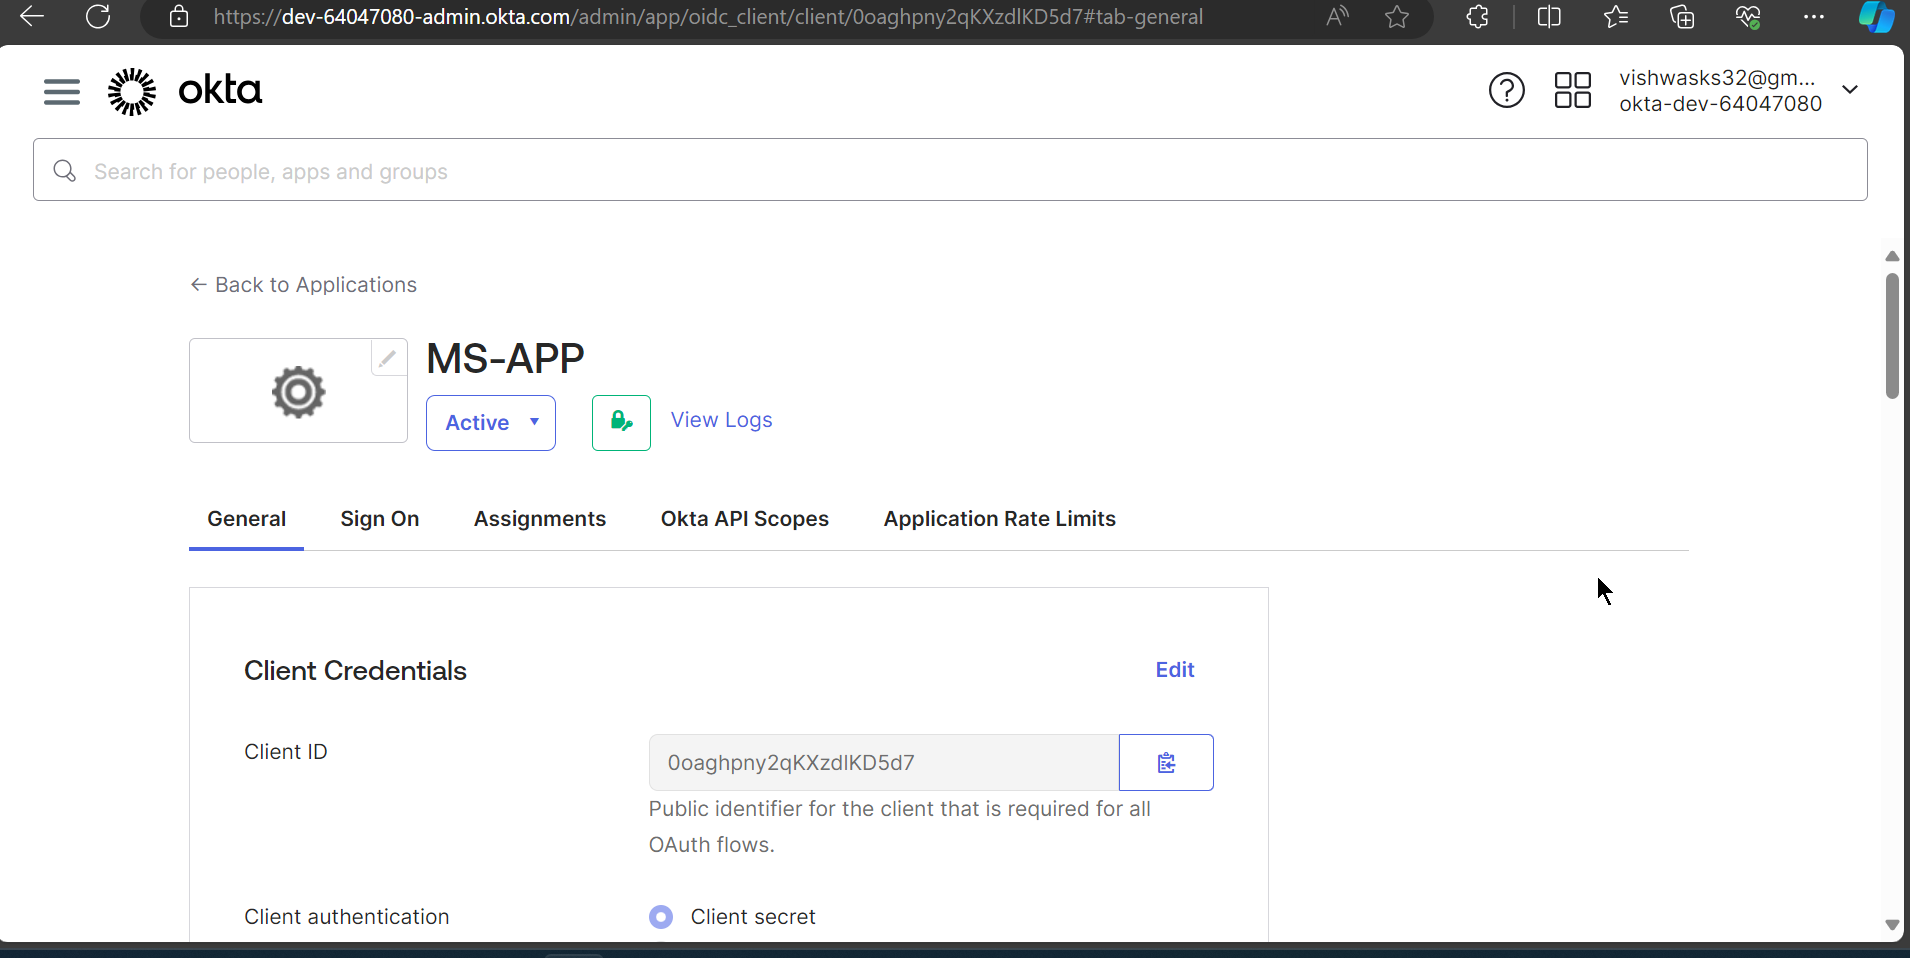 https://dev-64047080-admin.okta.com/admin/app/oidc_client/client/0oaghpny2qKXzdlKD5d7#tab-general
okta
vishwasks32@gm...
okta-dev-64047080
Search for people, apps and groups
← Back to Applications
MS-APP
Active
View Logs
General Sign On Assignments Okta API Scopes Application Rate Limits
Client Credentials
Edit
Client ID
0oaghpny2qKXzdlKD5d7
Public identifier for the client that is required for all
OAuth flows.
Client authentication
Client secret